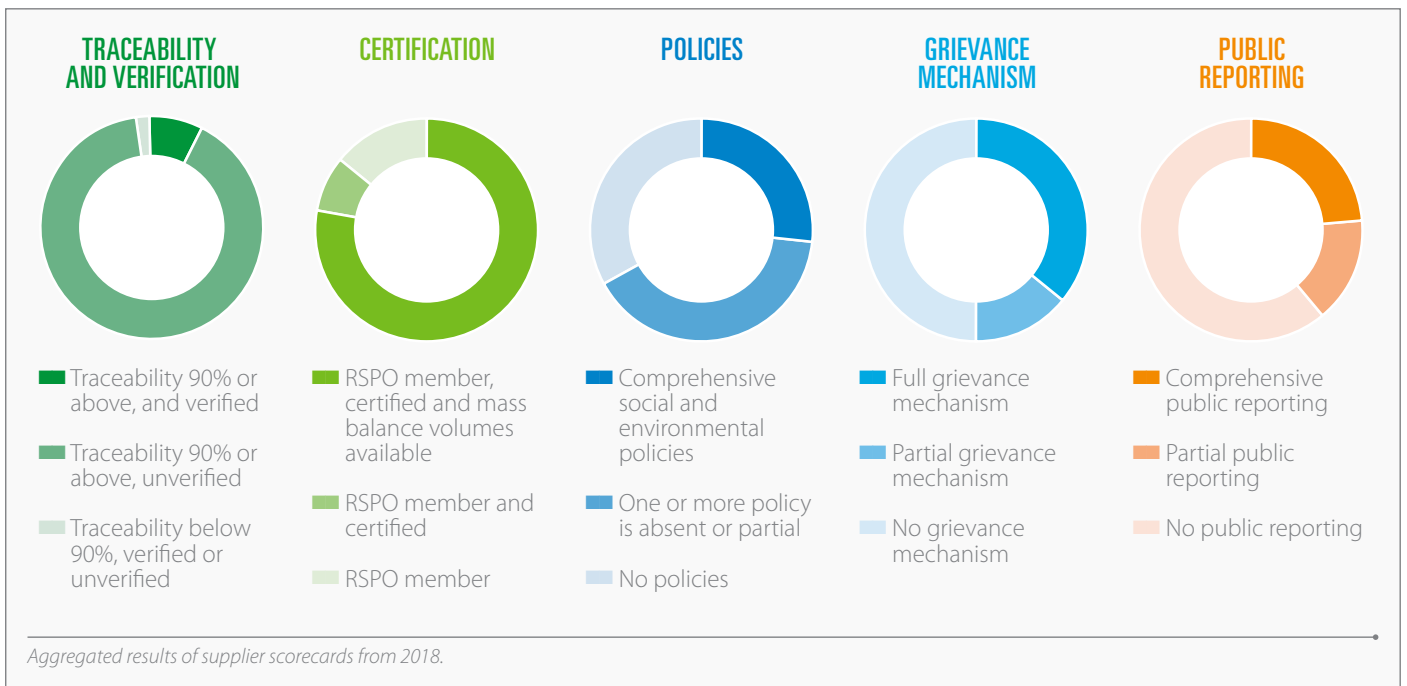 TRACEABILITY
AND VERIFICATION
Traceability 90% or
above, and verified
Traceability 90% or
above, unverified
Traceability below
90%, verified or
unverified
CERTIFICATION
RSPO member,
certified and mass
balance volumes
available
RSPO member and
certified
RSPO member
POLICIES
Comprehensive
social and
environmental
policies
One or more policy
is absent or partial
No policies
GRIEVANCE
MECHANISM
Full grievance
mechanism
Partial grievance
mechanism
No grievance
mechanism
PUBLIC
REPORTING
Comprehensive
public reporting
Partial public
reporting
No public reporting
Aggregated results of supplier scorecards from 2018.